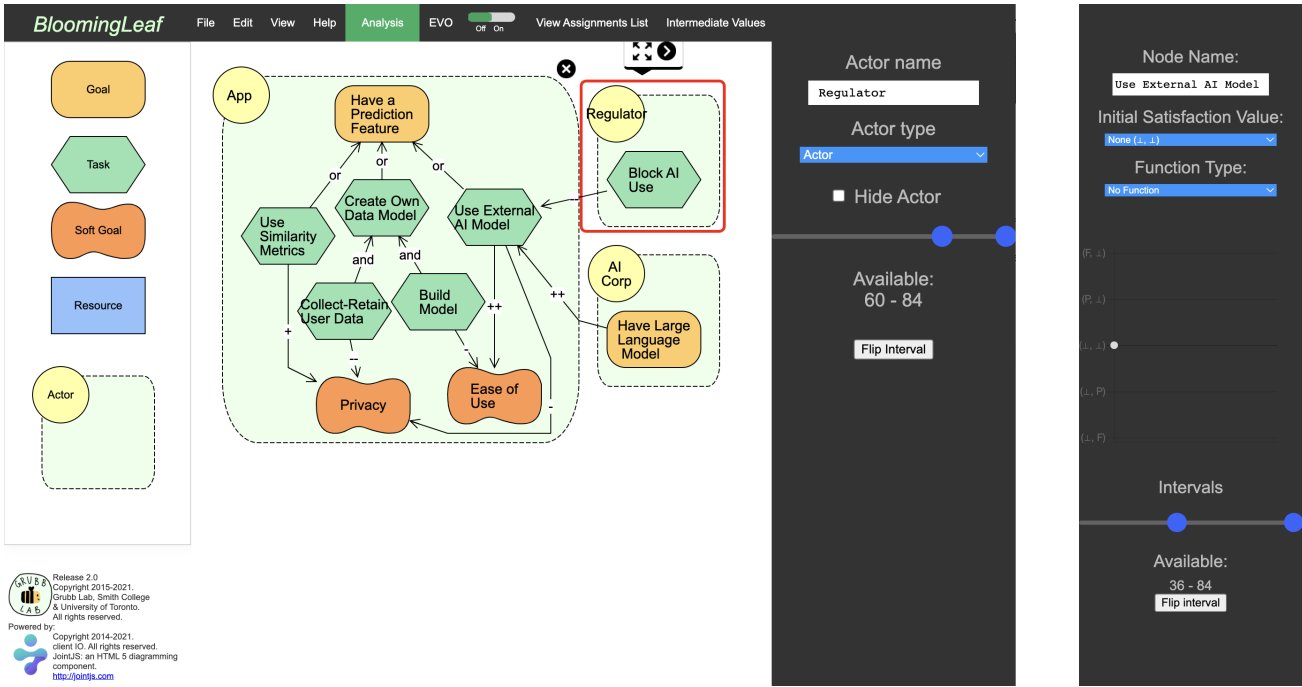 BloomingLeaf
File
Edit
View
Help
Analysis
EVO
Off On
View Assignments List
Intermediate Values
Goal
Task
Soft Goal
Resource
Actor
GRUBB
LAB
Release 2.0
Copyright 2015-2021.
Grubb Lab, Smith College
& University of Toronto.
All rights reserved.
Powered by:
Copyright 2014-2021.
client IO. All rights reserved.
JointJS: an HTML 5 diagramming
component.
http://jointjs.com
App
Have a
Prediction
Feature
or
or
or
Use
Similarity
Metrics
Create Own
Data Model
Use External
AI Model
and
and
Collect-Retain
User Data
Build
Model
+
--
-
++
-
++
Privacy
Ease of
Use
Regulator
Block AI
Use
--
AI
Corp
Have Large
Language
Model
Actor name
Regulator
Actor type
Actor
Hide Actor
Available:
60 - 84
Flip Interval
Node Name:
Use External AI Model
Initial Satisfaction Value:
None (⊥, ⊥)
Function Type:
No Function
(F, ⊥)
(P, ⊥)
(⊥, ⊥)
(⊥, P)
(⊥, F)
Intervals
Available:
36 - 84
Flip interval